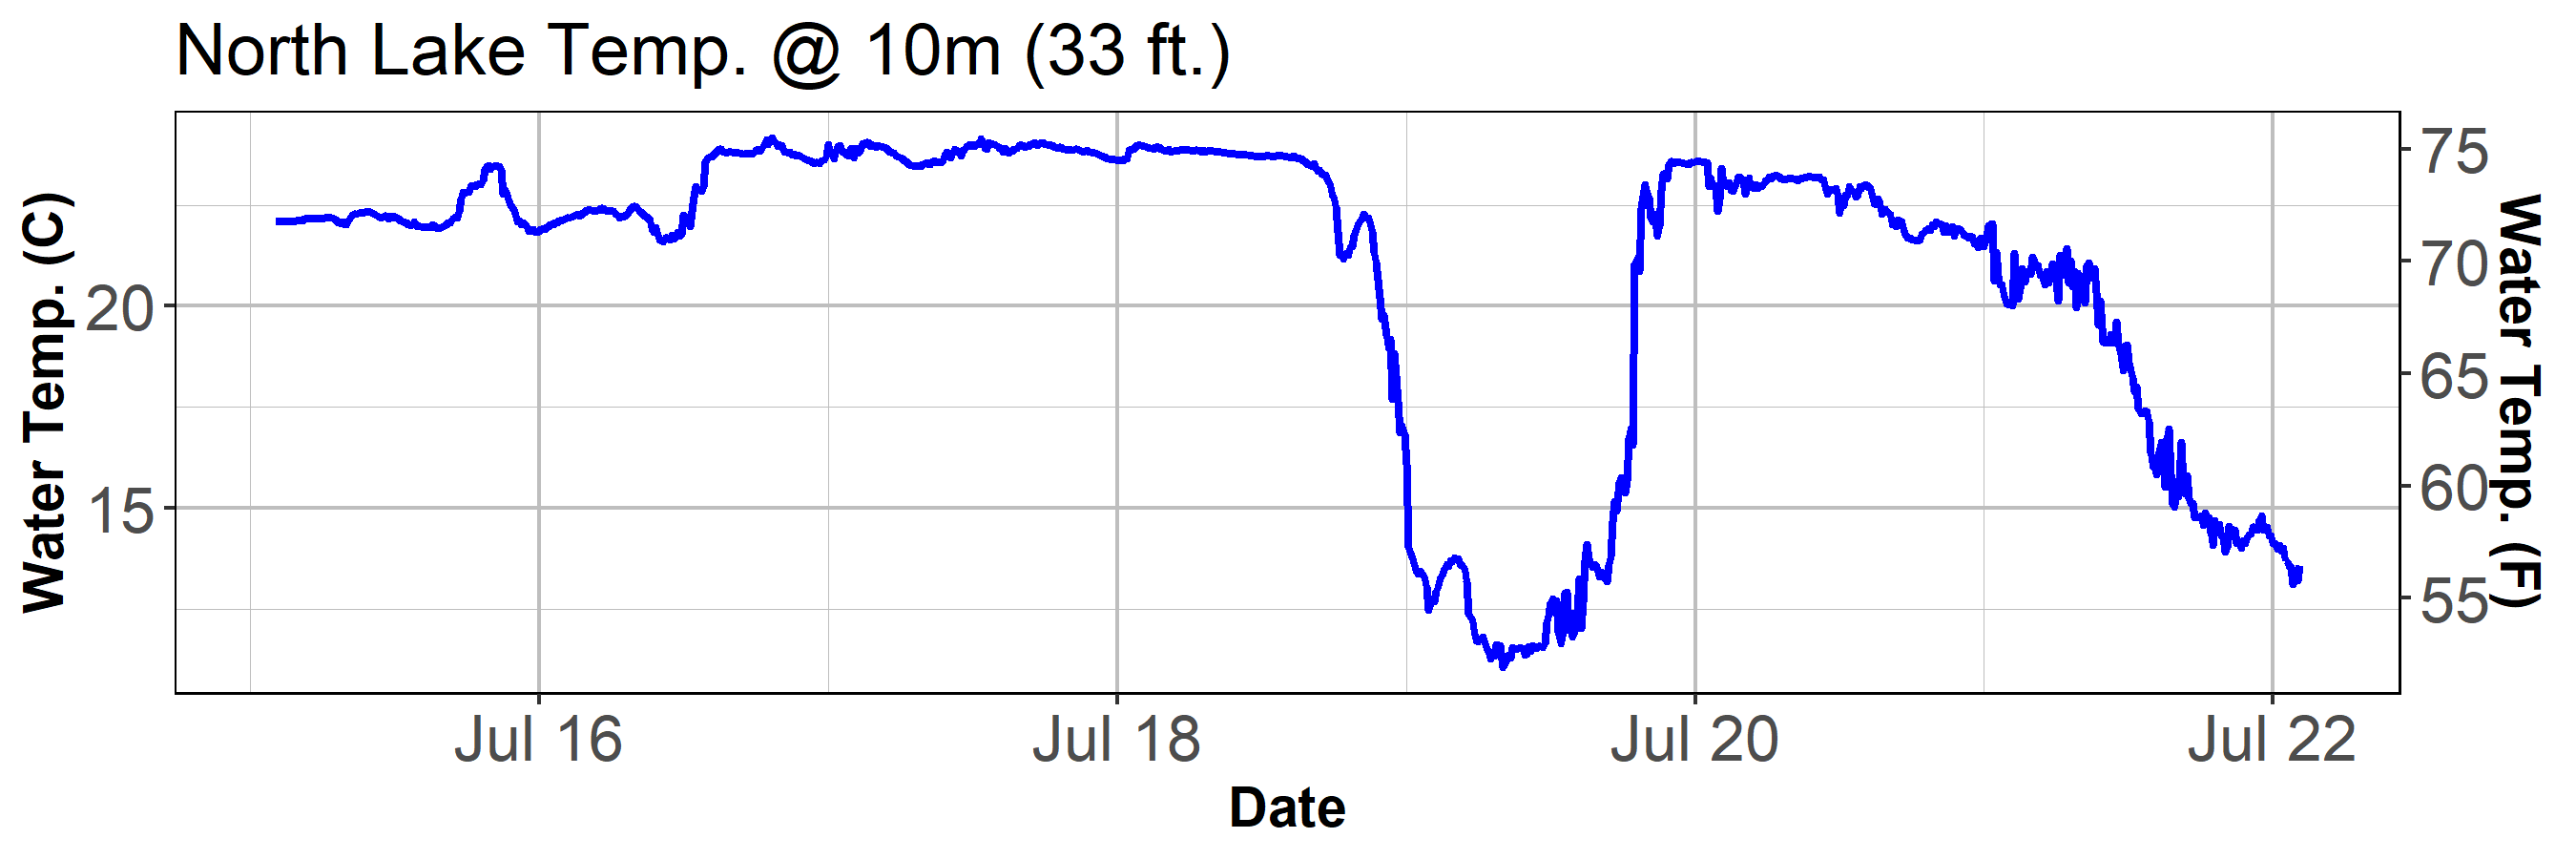 North Lake Temp. @ 10m (33 ft.)
Water Temp. (C)
20
15
75
70
65
60
55
Water Temp. (F)
Jul 16 Jul 18 Jul 20 Jul 22
Date